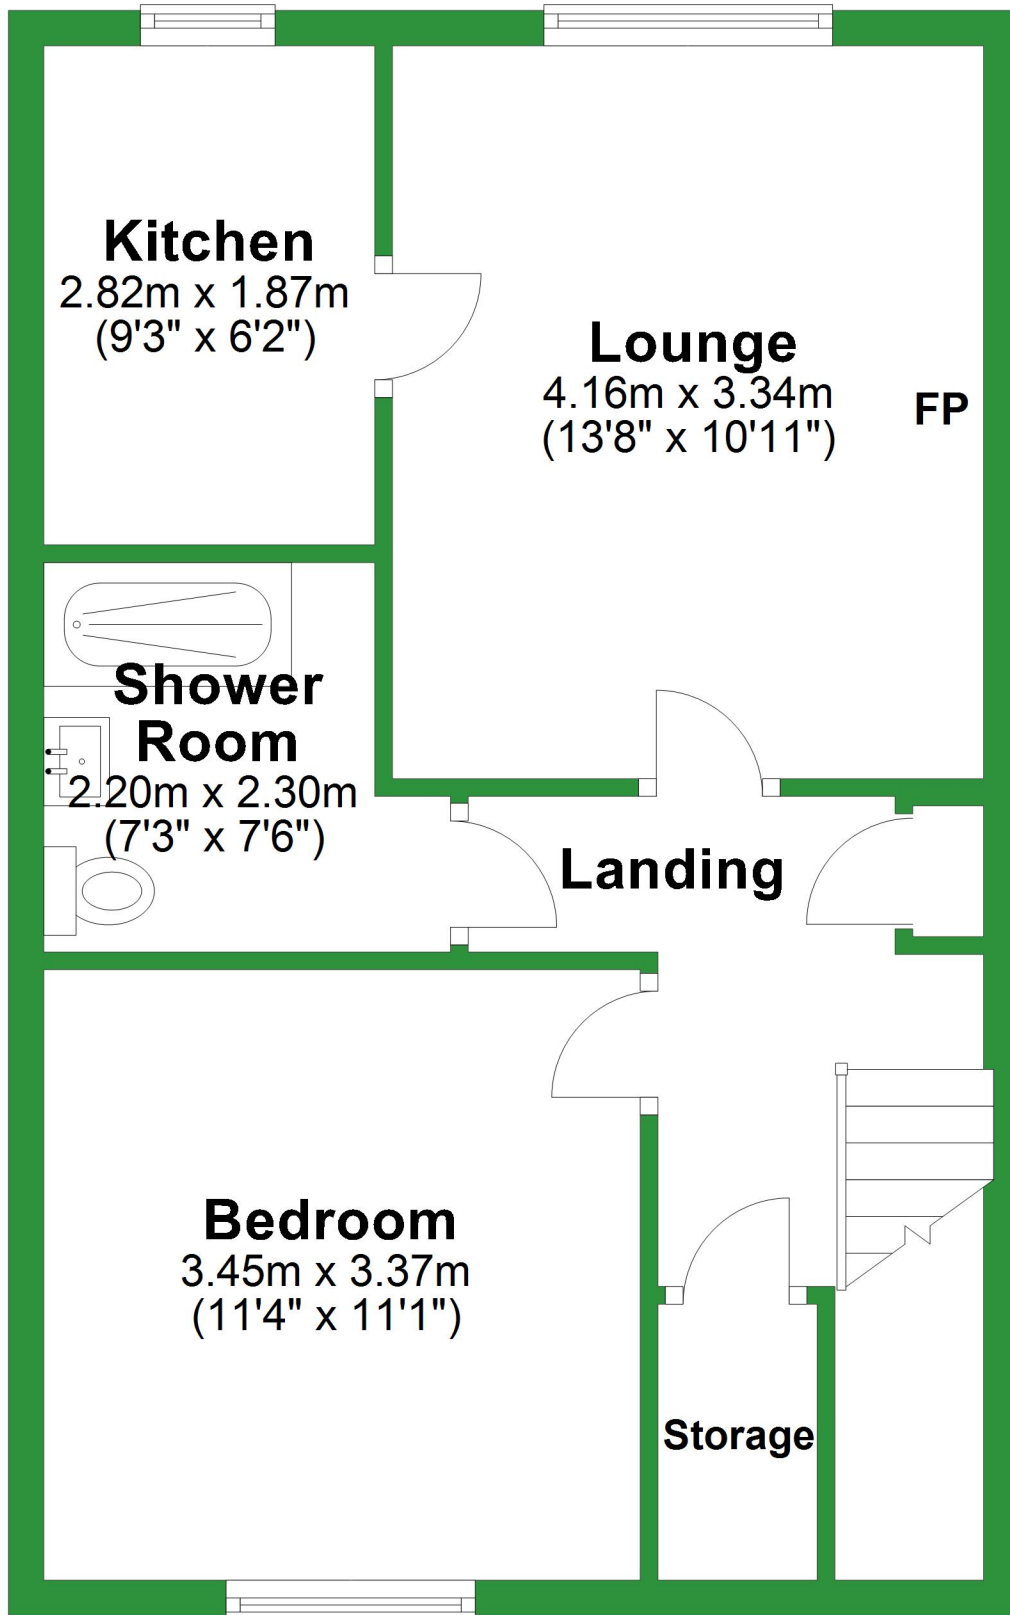 Kitchen
2.82m x 1.87m
(9'3" x 6'2")
Lounge
4.16m x 3.34m
(13'8" x 10'11")
FP
Shower
Room
2.20m x 2.30m
(7'3" x 7'6")
Landing
Bedroom
3.45m x 3.37m
(11'4" x 11'1")
Storage